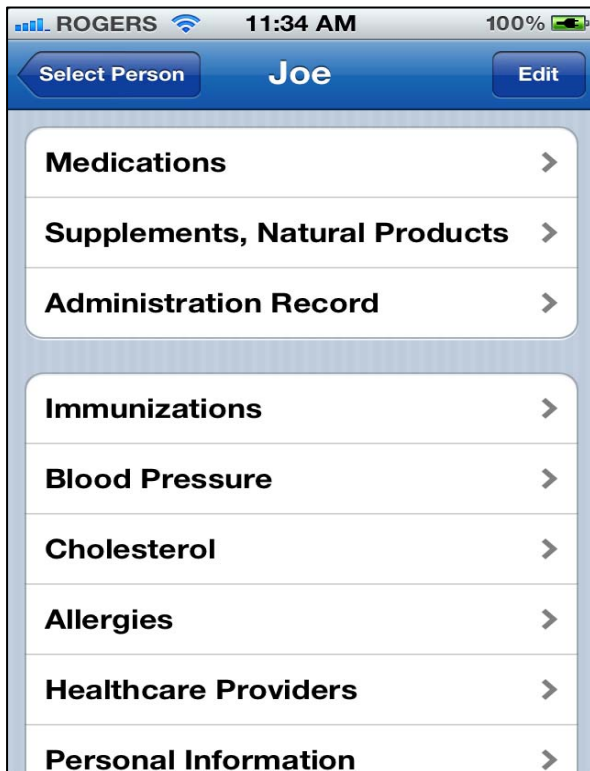 ROGERS 11:34 AM 100%
Select Person Joe Edit
Medications
Supplements, Natural Products
Administration Record
Immunizations
Blood Pressure
Cholesterol
Allergies
Healthcare Providers
Personal Information